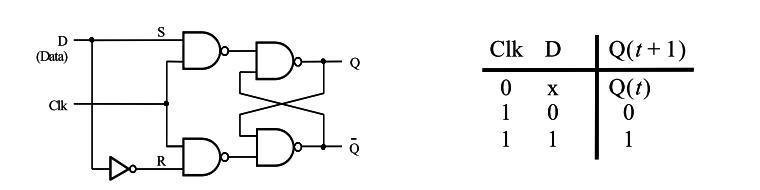 D
(Data)
S
Clk
R
Q
Q̄
Clk D Q(t + 1)
0 x Q(t)
1 0 0
1 1 1